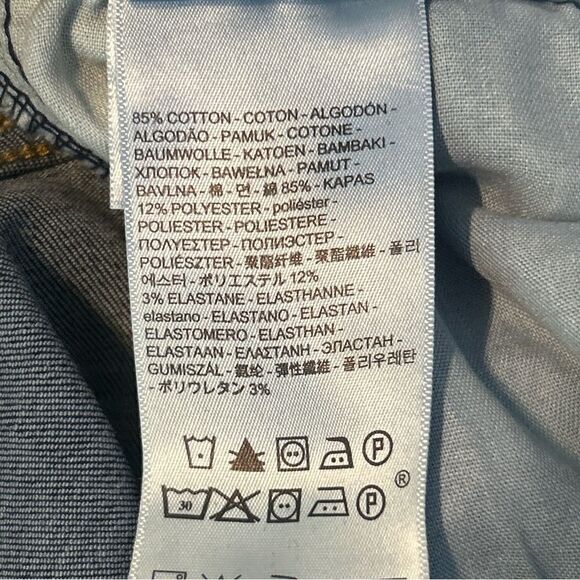 85% COTTON - COTON - ALGODÓN -
ALGODÃO - PAMUK - COTONE -
BAUMWOLLE - KATOEN - BAMBAKI -
ХЛОПОК - BAWEŁNA - PAMUT -
BAVLNA - 棉 - 면 - 綿 85% - KAPAS
12% POLYESTER - poliéster -
POLIESTER - POLIESTERE -
ΠΟΛΥΕΣΤΕΡ - ПОЛИЭСТЕР -
POLIÉSZTER - 聚酯纤维 - 聚酯纖維 - 폴리
에스터 - ポリエステル 12%
3% ELASTANE - ELASTHANNE -
elastano - ELASTANO - ELASTAN -
ELASTOMERO - ELASTHAN -
ELASTAAN - ΕΛΑΣΤΑΝΗ - ЭЛАСТАН -
GUMISZÁL - 氨纶 - 彈性纖維 - 폴리우레탄
- ポリウレタン 3%
P
30 P ®